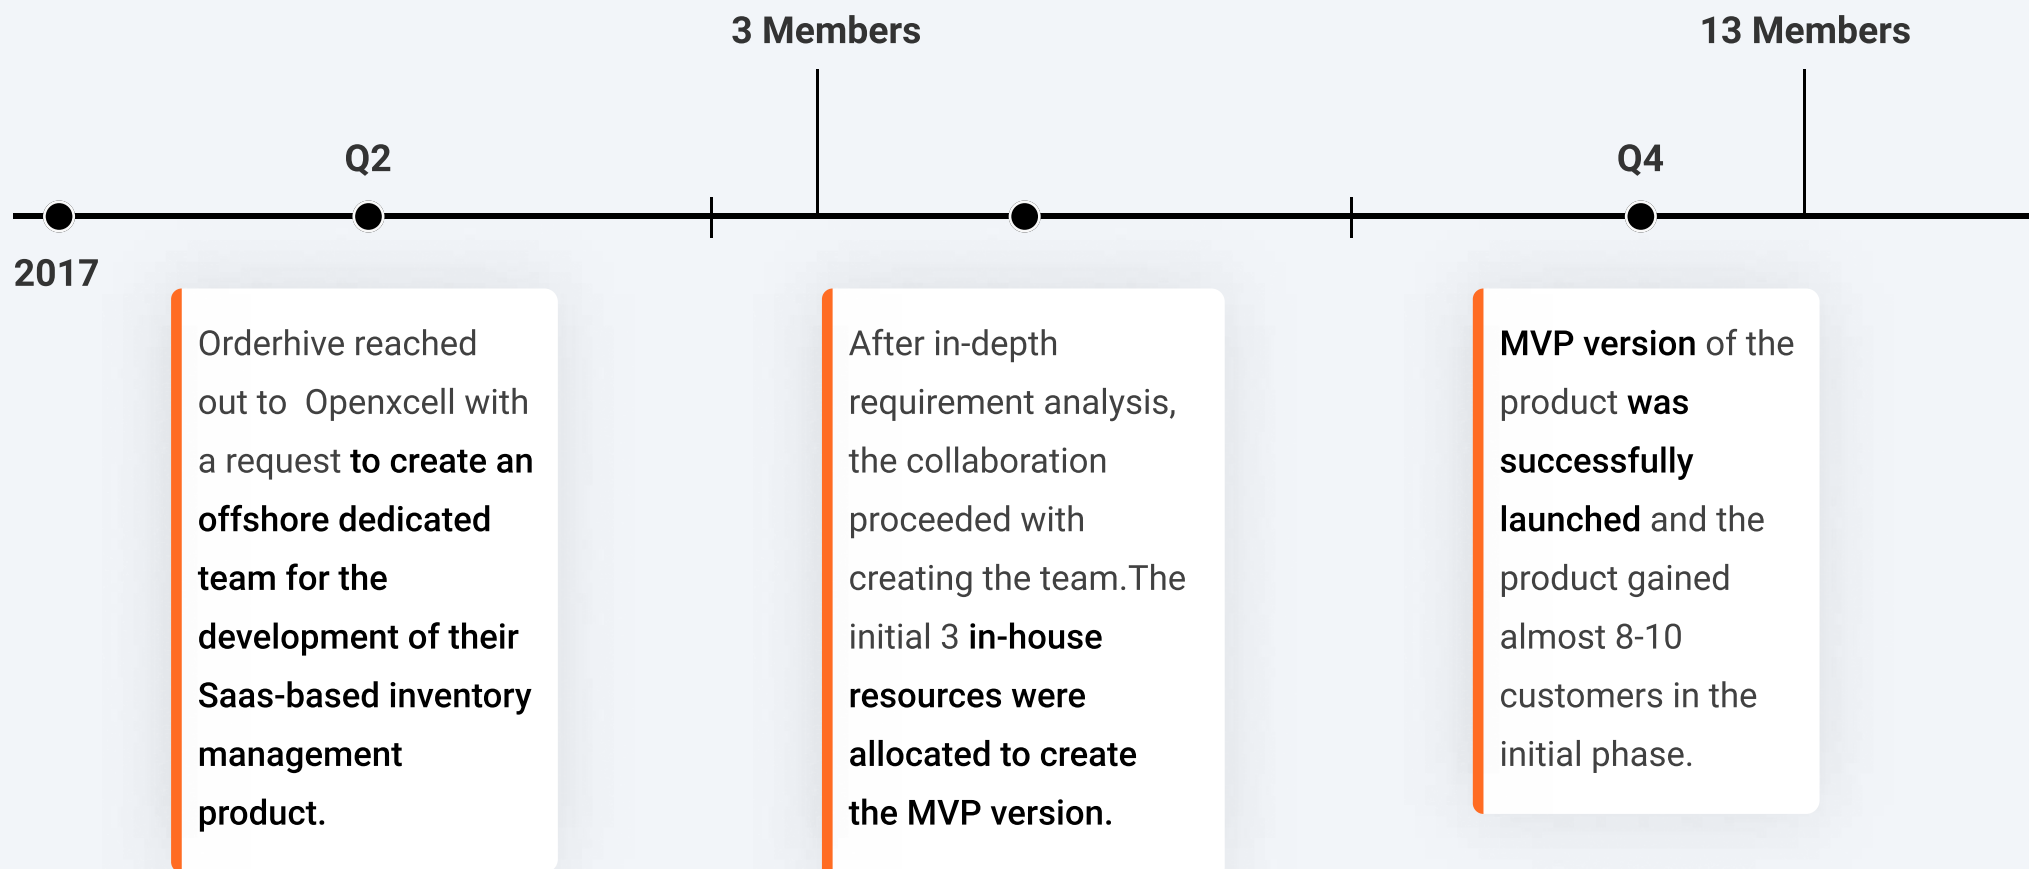 3 Members
13 Members
Q2
Q4
2017
Orderhive reached
out to  Openxcell with
a request to create an
offshore dedicated
team for the
development of their
Saas-based inventory
management
product.
After in-depth
requirement analysis,
the collaboration
proceeded with
creating the team.The
initial 3 in-house
resources were
allocated to create
the MVP version.
MVP version of the
product was
successfully
launched and the
product gained
almost 8-10
customers in the
initial phase.